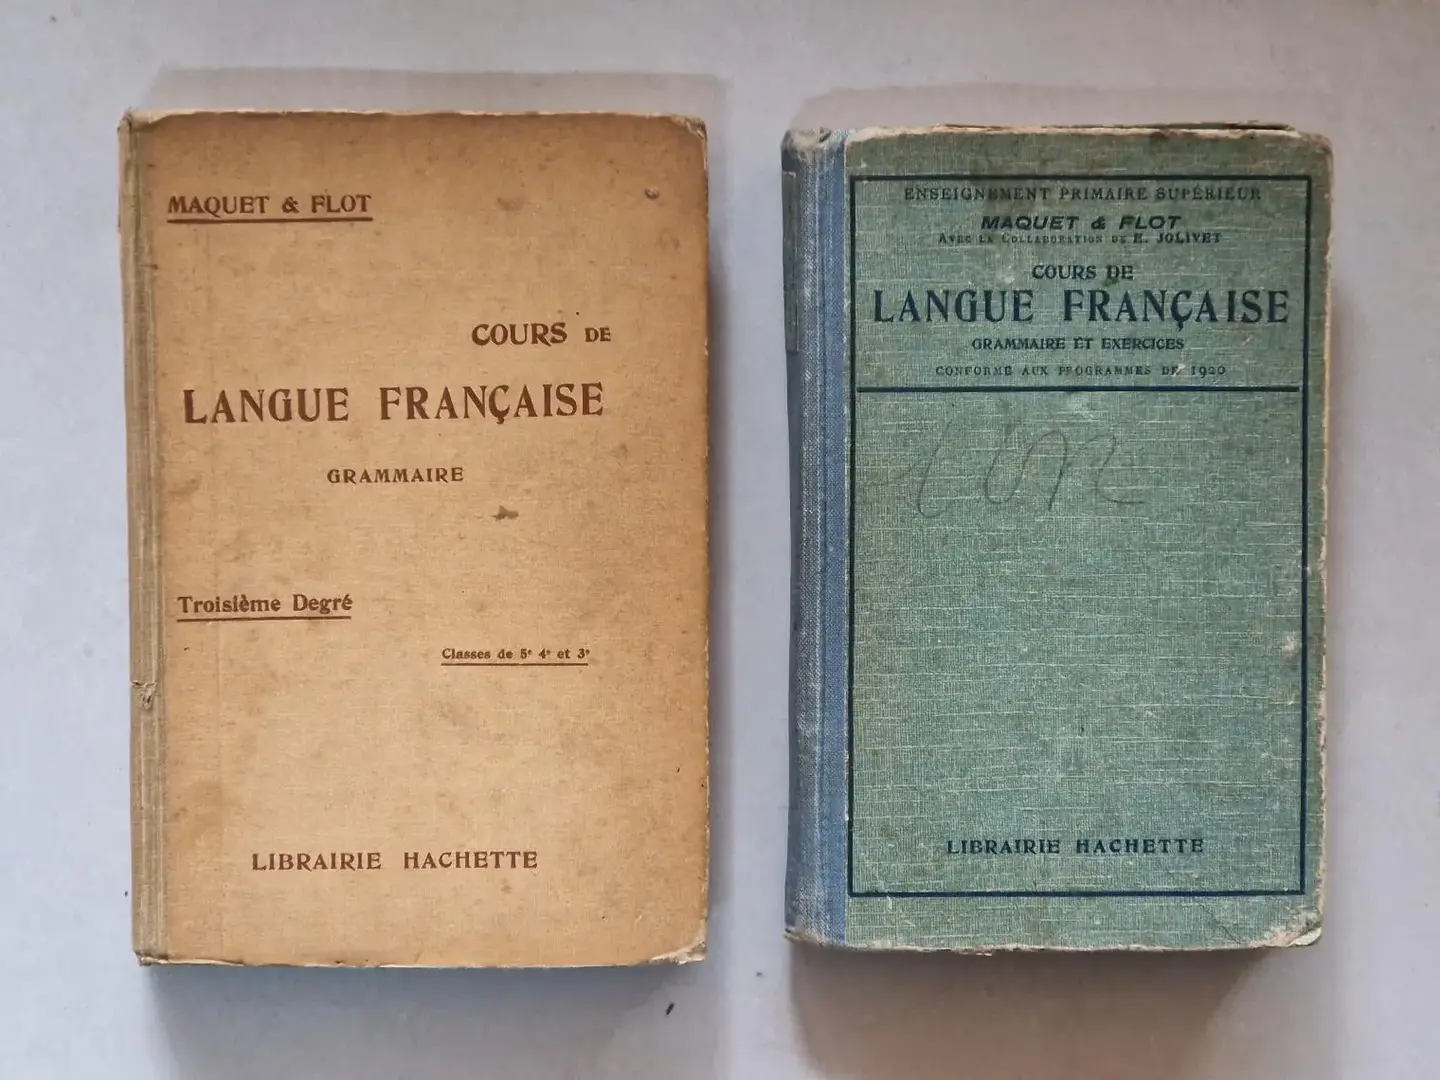 MAQUET & FLOT
COURS DE
LANGUE FRANÇAISE
GRAMMAIRE
Troisième Degré
Classes de 5e 4e et 3e
LIBRAIRIE HACHETTE
ENSEIGNEMENT PRIMAIRE SUPÉRIEUR
MAQUET & FLOT
AVEC LA COLLABORATION DE E. JOLIVET
COURS DE
LANGUE FRANÇAISE
GRAMMAIRE ET EXERCICES
CONFORME AUX PROGRAMMES DE 1920
LIBRAIRIE HACHETTE